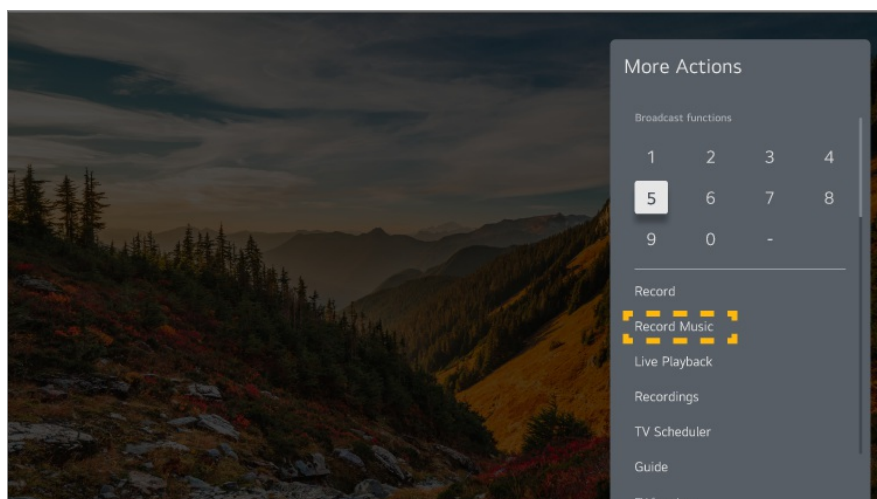 More Actions
Broadcast functions
1 2 3 4
5 6 7 8
9 0 -
Record
Record Music
Live Playback
Recordings
TV Scheduler
Guide